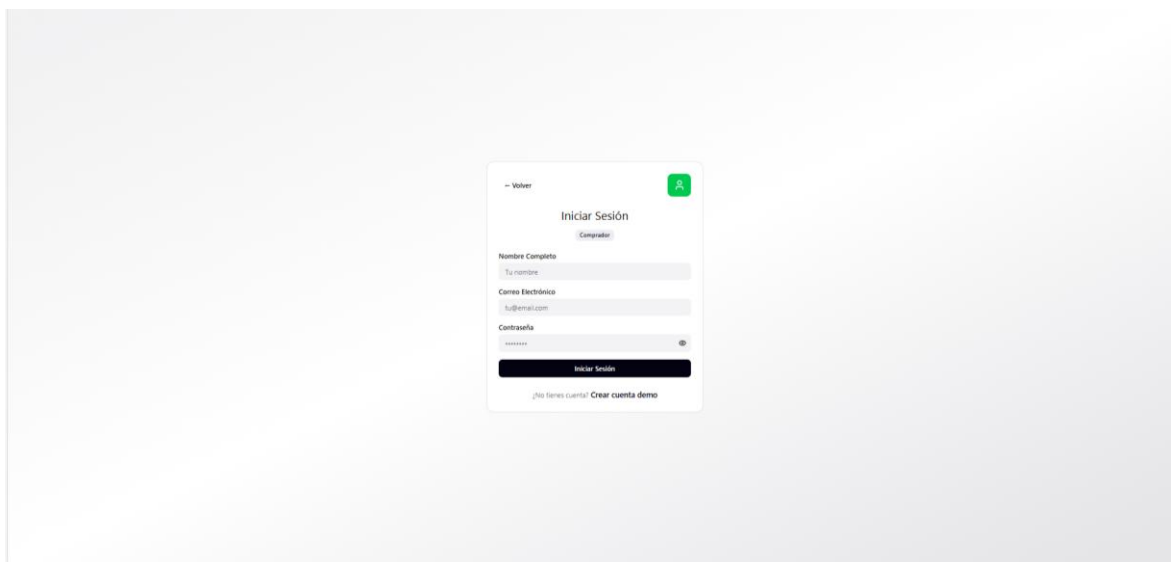 ← Volver
Iniciar Sesión
Comprador
Nombre Completo
Tu nombre
Correo Electrónico
tu@email.com
Contraseña
••••••••
Iniciar Sesión
¿No tienes cuenta? Crear cuenta demo